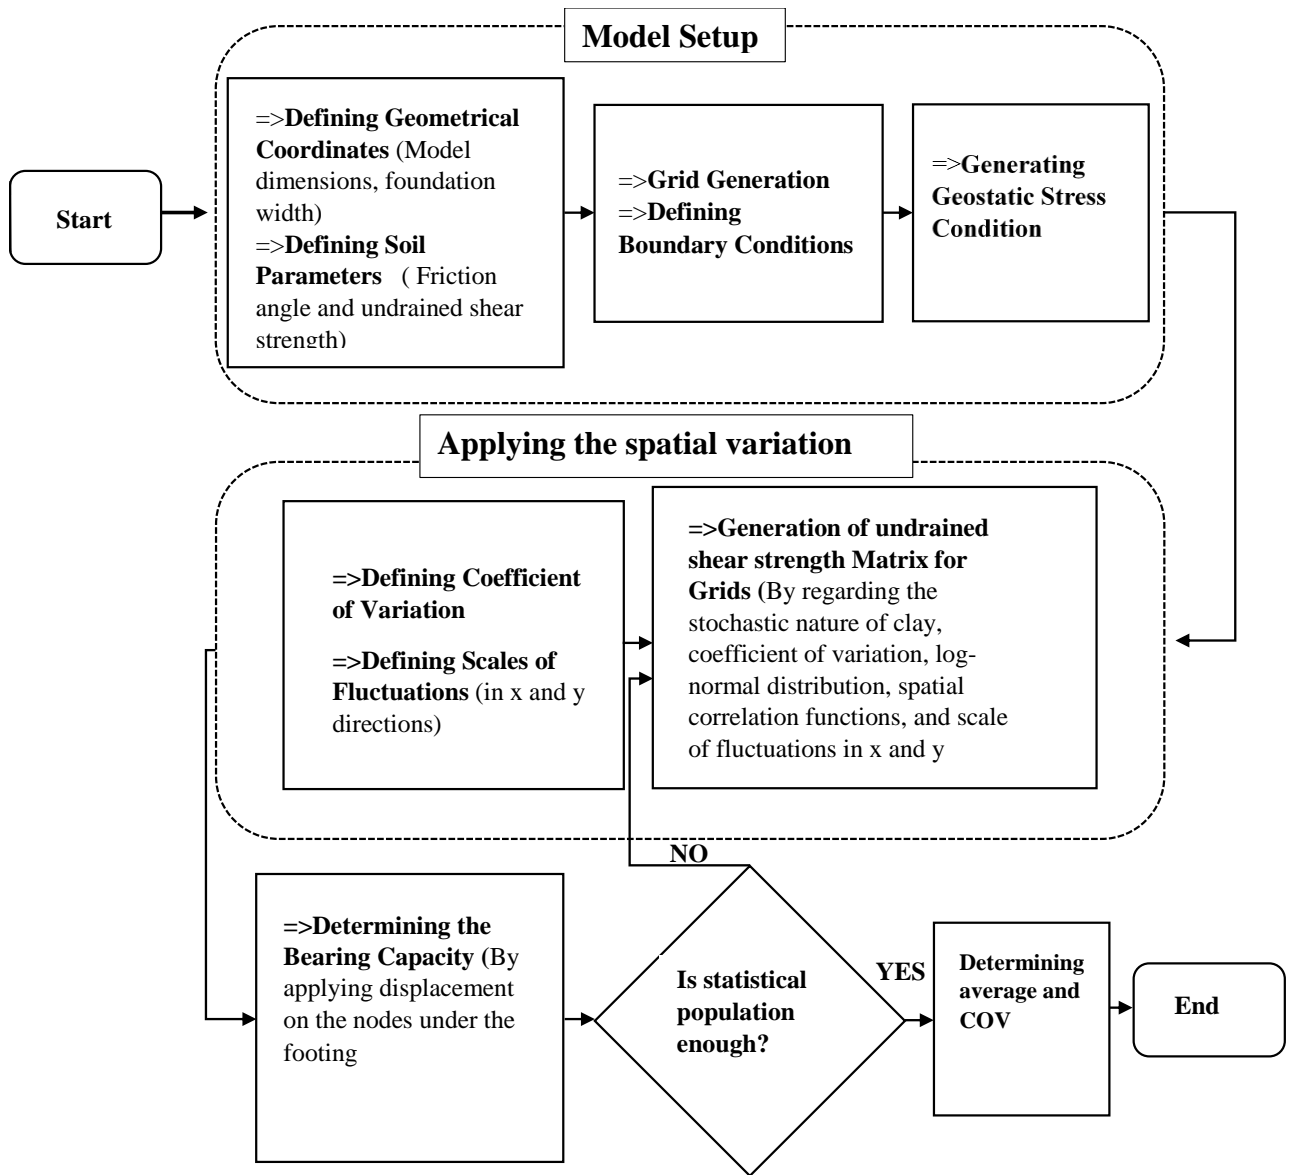 Model Setup
Start
=>Defining Geometrical
Coordinates (Model
dimensions, foundation
width)
=>Defining Soil
Parameters ( Friction
angle and undrained shear
strength)
=>Grid Generation
=>Defining
Boundary Conditions
=>Generating
Geostatic Stress
Condition
Applying the spatial variation
=>Defining Coefficient
of Variation
=>Defining Scales of
Fluctuations (in x and y
directions)
=>Generation of undrained
shear strength Matrix for
Grids (By regarding the
stochastic nature of clay,
coefficient of variation, log-
normal distribution, spatial
correlation functions, and scale
of fluctuations in x and y
=>Determining the
Bearing Capacity (By
applying displacement
on the nodes under the
footing
NO
Is statistical
population
enough?
YES
Determining
average and
COV
End